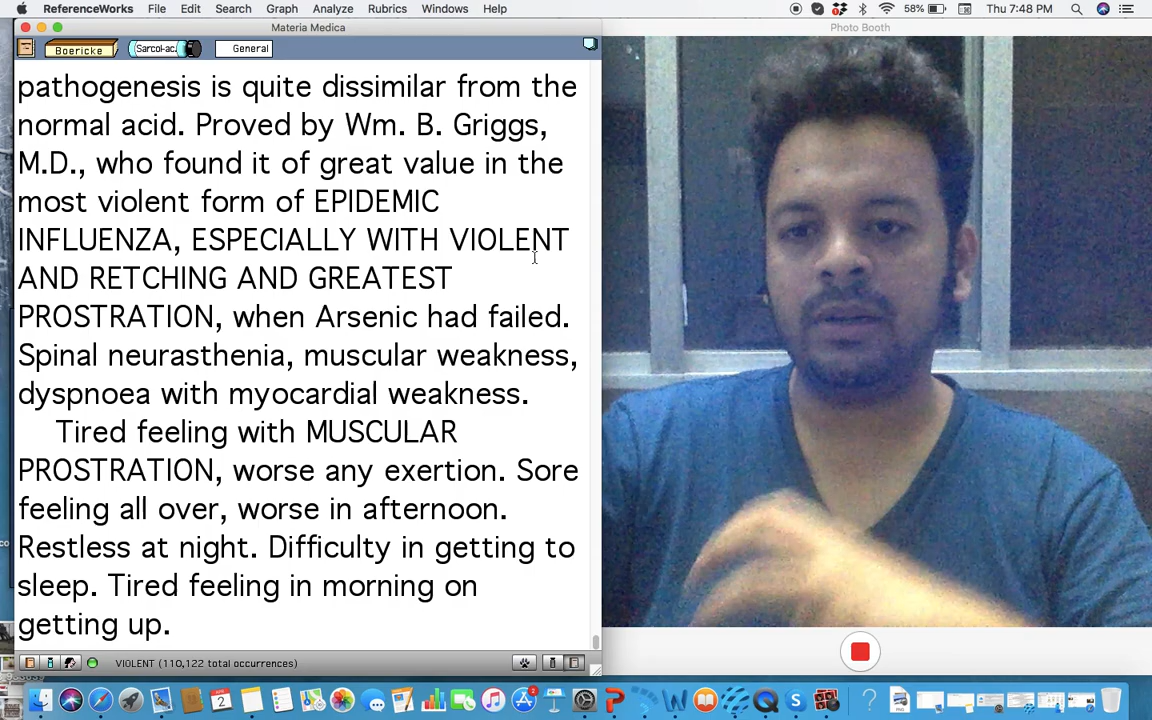 ReferenceWorks File Edit Search Graph Analyze Rubrics Windows Help 58% Thu 7:48 PM
Materia Medica
Photo Booth
Boericke Sarcol-ac. General
pathogenesis is quite dissimilar from the
normal acid. Proved by Wm. B. Griggs,
M.D., who found it of great value in the
most violent form of EPIDEMIC
INFLUENZA, ESPECIALLY WITH VIOLENT
AND RETCHING AND GREATEST
PROSTRATION, when Arsenic had failed.
Spinal neurasthenia, muscular weakness,
dyspnoea with myocardial weakness.
Tired feeling with MUSCULAR
PROSTRATION, worse any exertion. Sore
feeling all over, worse in afternoon.
Restless at night. Difficulty in getting to
sleep. Tired feeling in morning on
getting up.
VIOLENT (110,122 total occurrences)